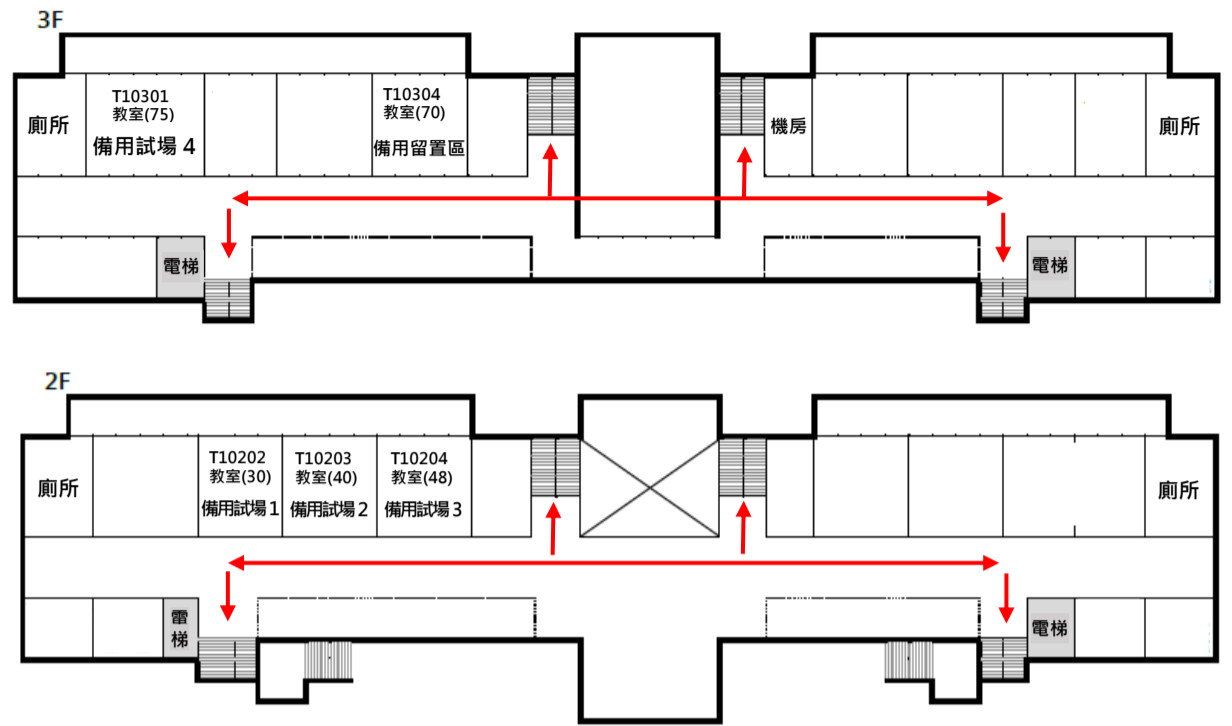 3F
廁所
T10301
教室(75)
備用試場4
T10304
教室(70)
備用留置區
機房
廁所
電梯
電梯
2F
廁所
T10202
教室(30)
備用試場1
T10203
教室(40)
備用試場2
T10204
教室(48)
備用試場3
廁所
電
梯
電梯